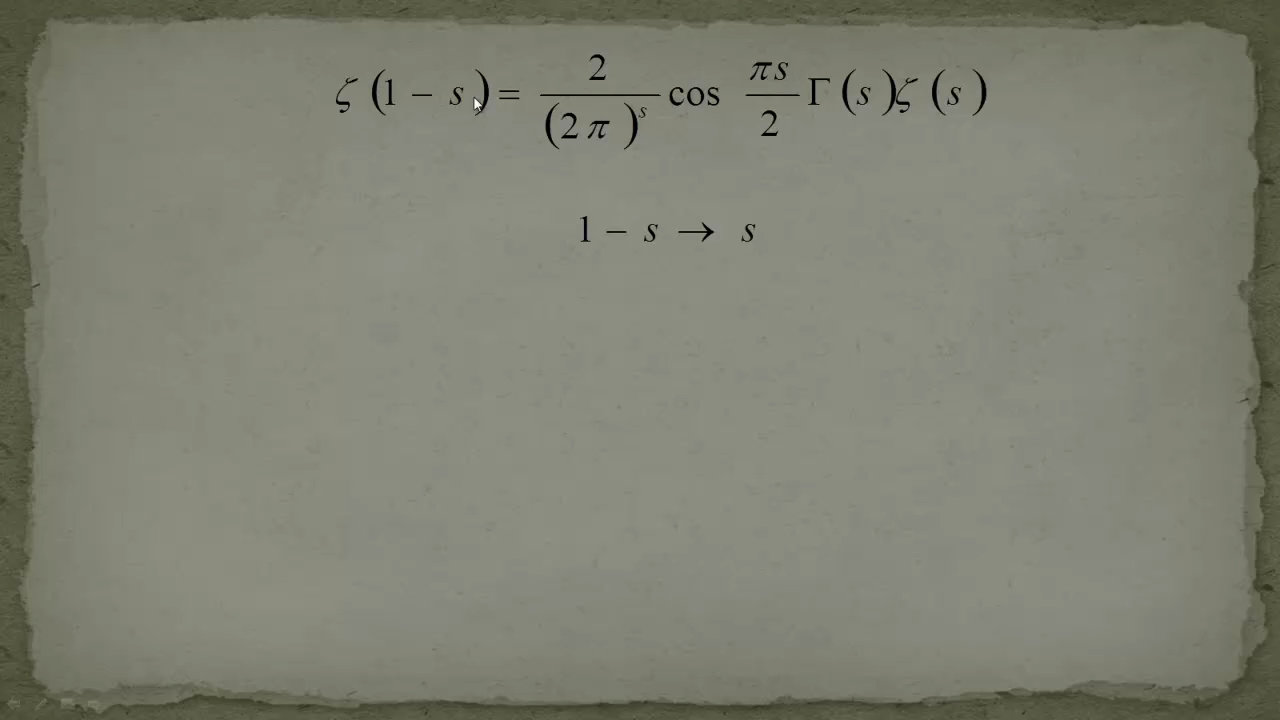 ζ(1 − s) = 2/(2π)^s cos πs/2 Γ(s)ζ(s)
1 − s → s